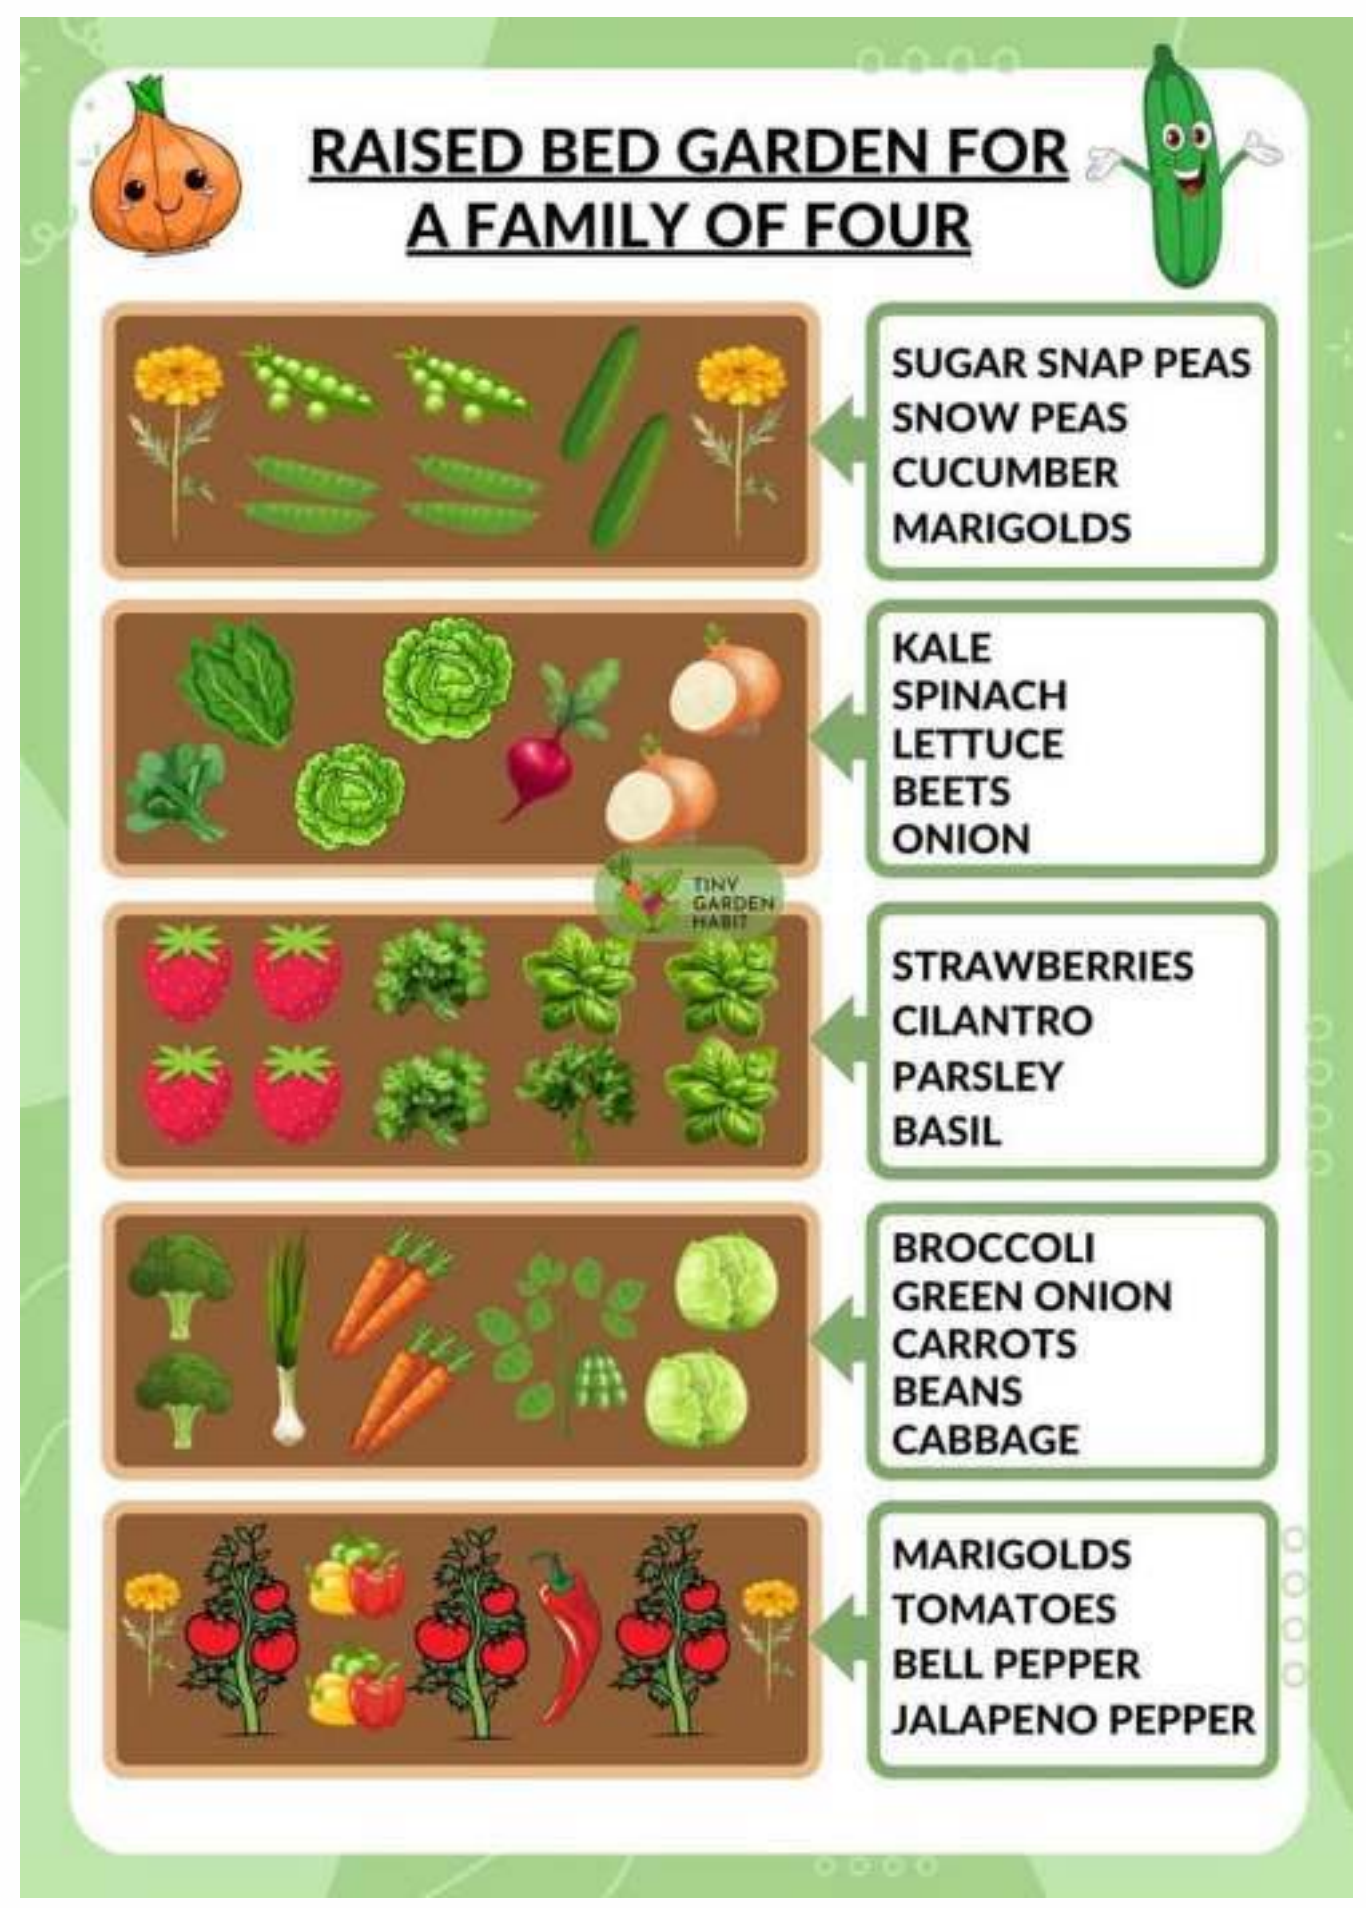 RAISED BED GARDEN FOR
A FAMILY OF FOUR
SUGAR SNAP PEAS
SNOW PEAS
CUCUMBER
MARIGOLDS
KALE
SPINACH
LETTUCE
BEETS
ONION
TINY
GARDEN
HABIT
STRAWBERRIES
CILANTRO
PARSLEY
BASIL
BROCCOLI
GREEN ONION
CARROTS
BEANS
CABBAGE
MARIGOLDS
TOMATOES
BELL PEPPER
JALAPENO PEPPER